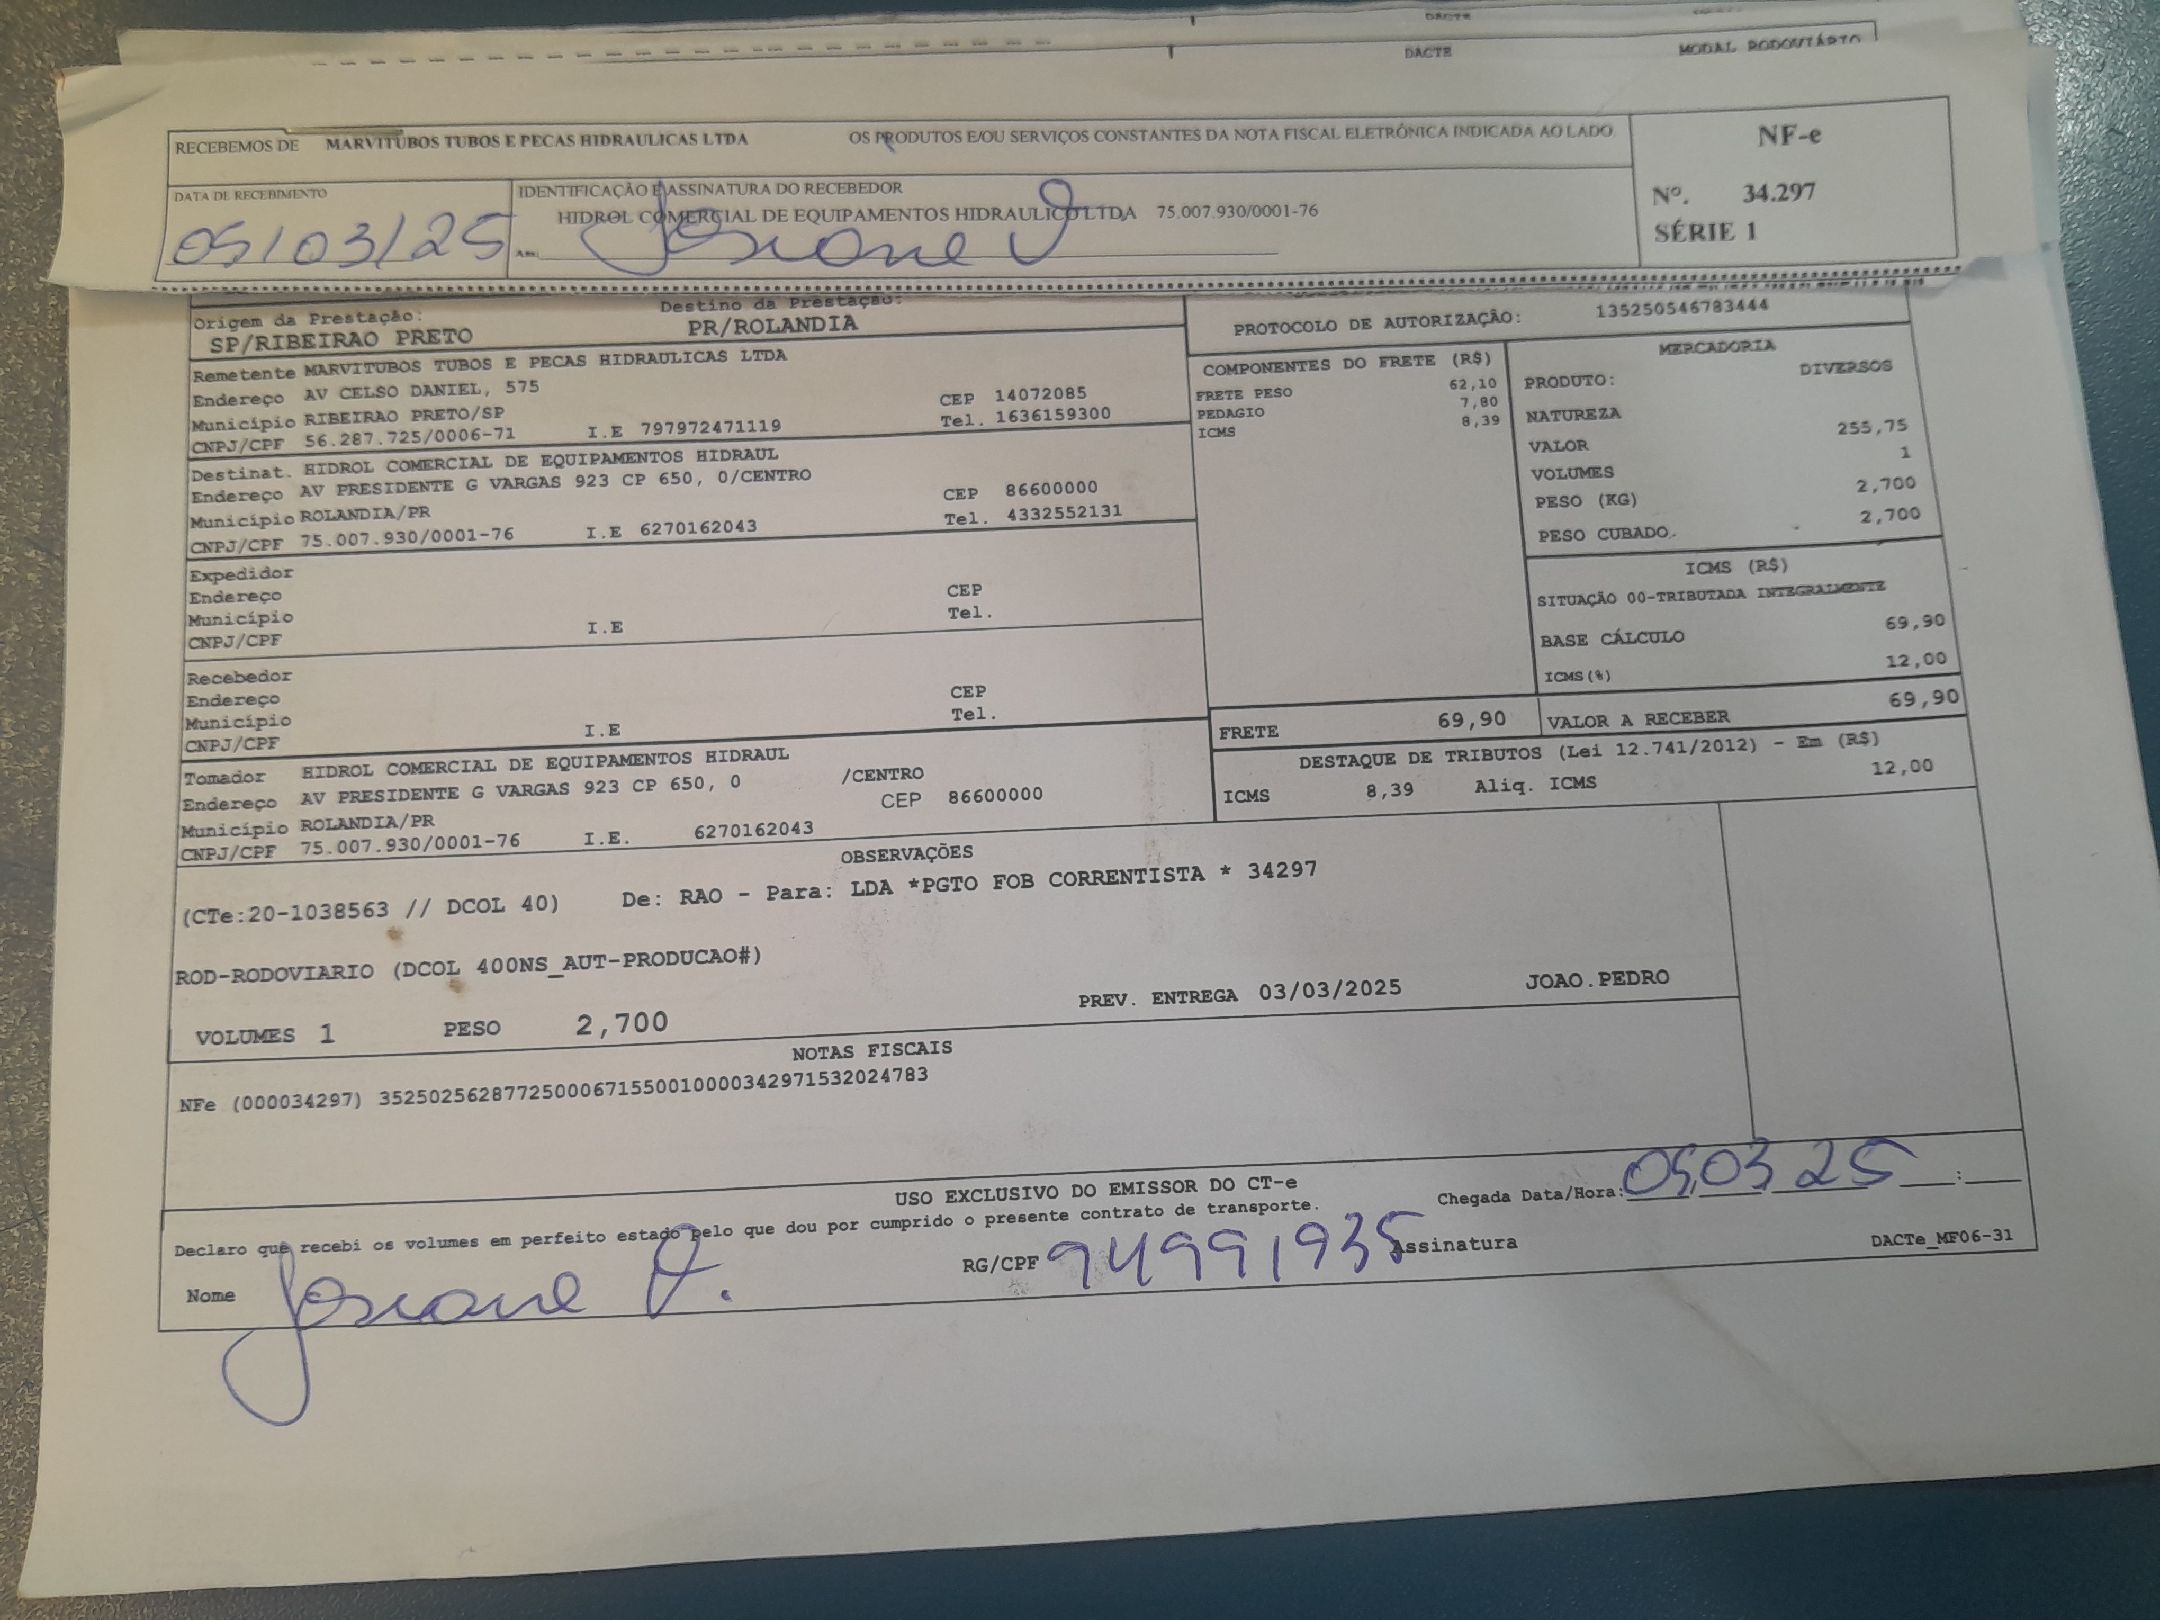 DACTE
DACTE MODAL RODOVIÁRIO
RECEBEMOS DE MARVITUBOS TUBOS E PECAS HIDRAULICAS LTDA OS PRODUTOS E/OU SERVIÇOS CONSTANTES DA NOTA FISCAL ELETRÔNICA INDICADA AO LADO
NF-e
Nº. 34.297
SÉRIE 1
DATA DE RECEBIMENTO
05/03/25
IDENTIFICAÇÃO E ASSINATURA DO RECEBEDOR
HIDROL COMERCIAL DE EQUIPAMENTOS HIDRAULICO LTDA 75.007.930/0001-76
Ass. Josiane
Origem da Prestação: Destino da Prestação:
SP/RIBEIRAO PRETO PR/ROLANDIA
PROTOCOLO DE AUTORIZAÇÃO: 135250546783444
Remetente MARVITUBOS TUBOS E PECAS HIDRAULICAS LTDA
Endereço AV CELSO DANIEL, 575 CEP 14072085
Município RIBEIRAO PRETO/SP Tel. 1636159300
CNPJ/CPF 56.287.725/0006-71 I.E 797972471119
Destinat. HIDROL COMERCIAL DE EQUIPAMENTOS HIDRAUL
Endereço AV PRESIDENTE G VARGAS 923 CP 650, 0/CENTRO CEP 86600000
Município ROLANDIA/PR Tel. 4332552131
CNPJ/CPF 75.007.930/0001-76 I.E 6270162043
Expedidor
Endereço CEP
Município Tel.
CNPJ/CPF I.E
Recebedor
Endereço CEP
Município Tel.
CNPJ/CPF I.E
Tomador HIDROL COMERCIAL DE EQUIPAMENTOS HIDRAUL
Endereço AV PRESIDENTE G VARGAS 923 CP 650, 0 /CENTRO
Município ROLANDIA/PR CEP 86600000
CNPJ/CPF 75.007.930/0001-76 I.E. 6270162043
COMPONENTES DO FRETE (R$)
FRETE PESO 62,10
PEDAGIO 7,80
ICMS 8,39
MERCADORIA
PRODUTO: DIVERSOS
NATUREZA
VALOR 255,75
VOLUMES 1
PESO (KG) 2,700
PESO CUBADO. 2,700
ICMS (R$)
SITUAÇÃO 00-TRIBUTADA INTEGRALMENTE
BASE CÁLCULO 69,90
ICMS(%) 12,00
FRETE 69,90 VALOR A RECEBER 69,90
DESTAQUE DE TRIBUTOS (Lei 12.741/2012) - Em (R$)
ICMS 8,39 Aliq. ICMS 12,00
OBSERVAÇÕES
(CTe:20-1038563 // DCOL 40) De: RAO - Para: LDA *PGTO FOB CORRENTISTA * 34297
ROD-RODOVIARIO (DCOL 400NS_AUT-PRODUCAO#)
PREV. ENTREGA 03/03/2025 JOAO.PEDRO
VOLUMES 1 PESO 2,700
NOTAS FISCAIS
NFe (000034297) 35250256287725000671550010000342971532024783
USO EXCLUSIVO DO EMISSOR DO CT-e
Declaro que recebi os volumes em perfeito estado pelo que dou por cumprido o presente contrato de transporte.
Chegada Data/Hora: 05 03 25 :
Nome Josiane RG/CPF 94991935 Assinatura
DACTe_MF06-31